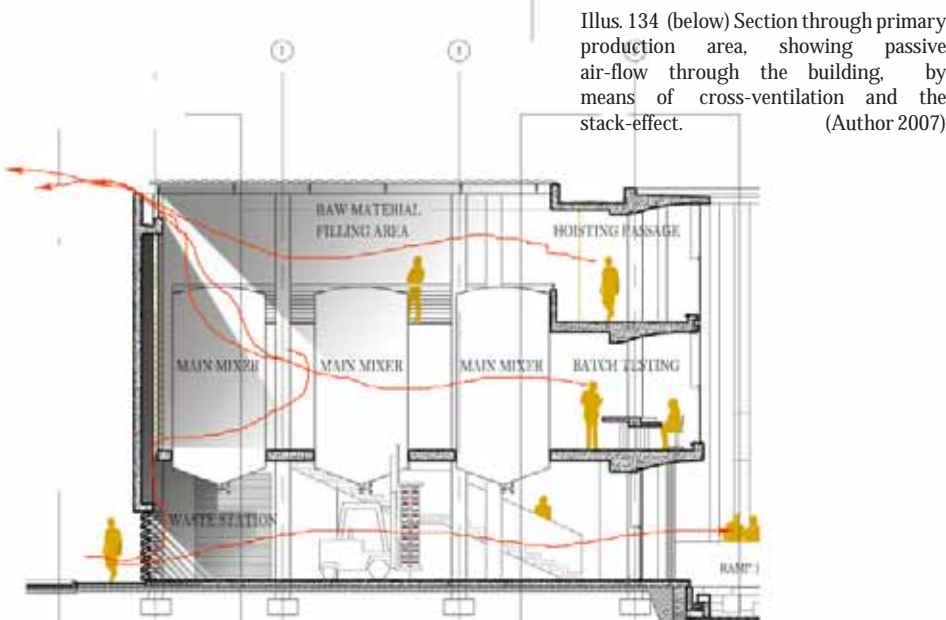 Illus. 134 (below) Section through primary
production area, showing passive
air-flow through the building, by
means of cross-ventilation and the
stack-effect. (Author 2007)
RAW MATERIAL
FILLING AREA
HOISTING PASSAGE
MAIN MIXER
MAIN MIXER
MAIN MIXER
BATCH TESTING
WASTE STATION
RAMP 1